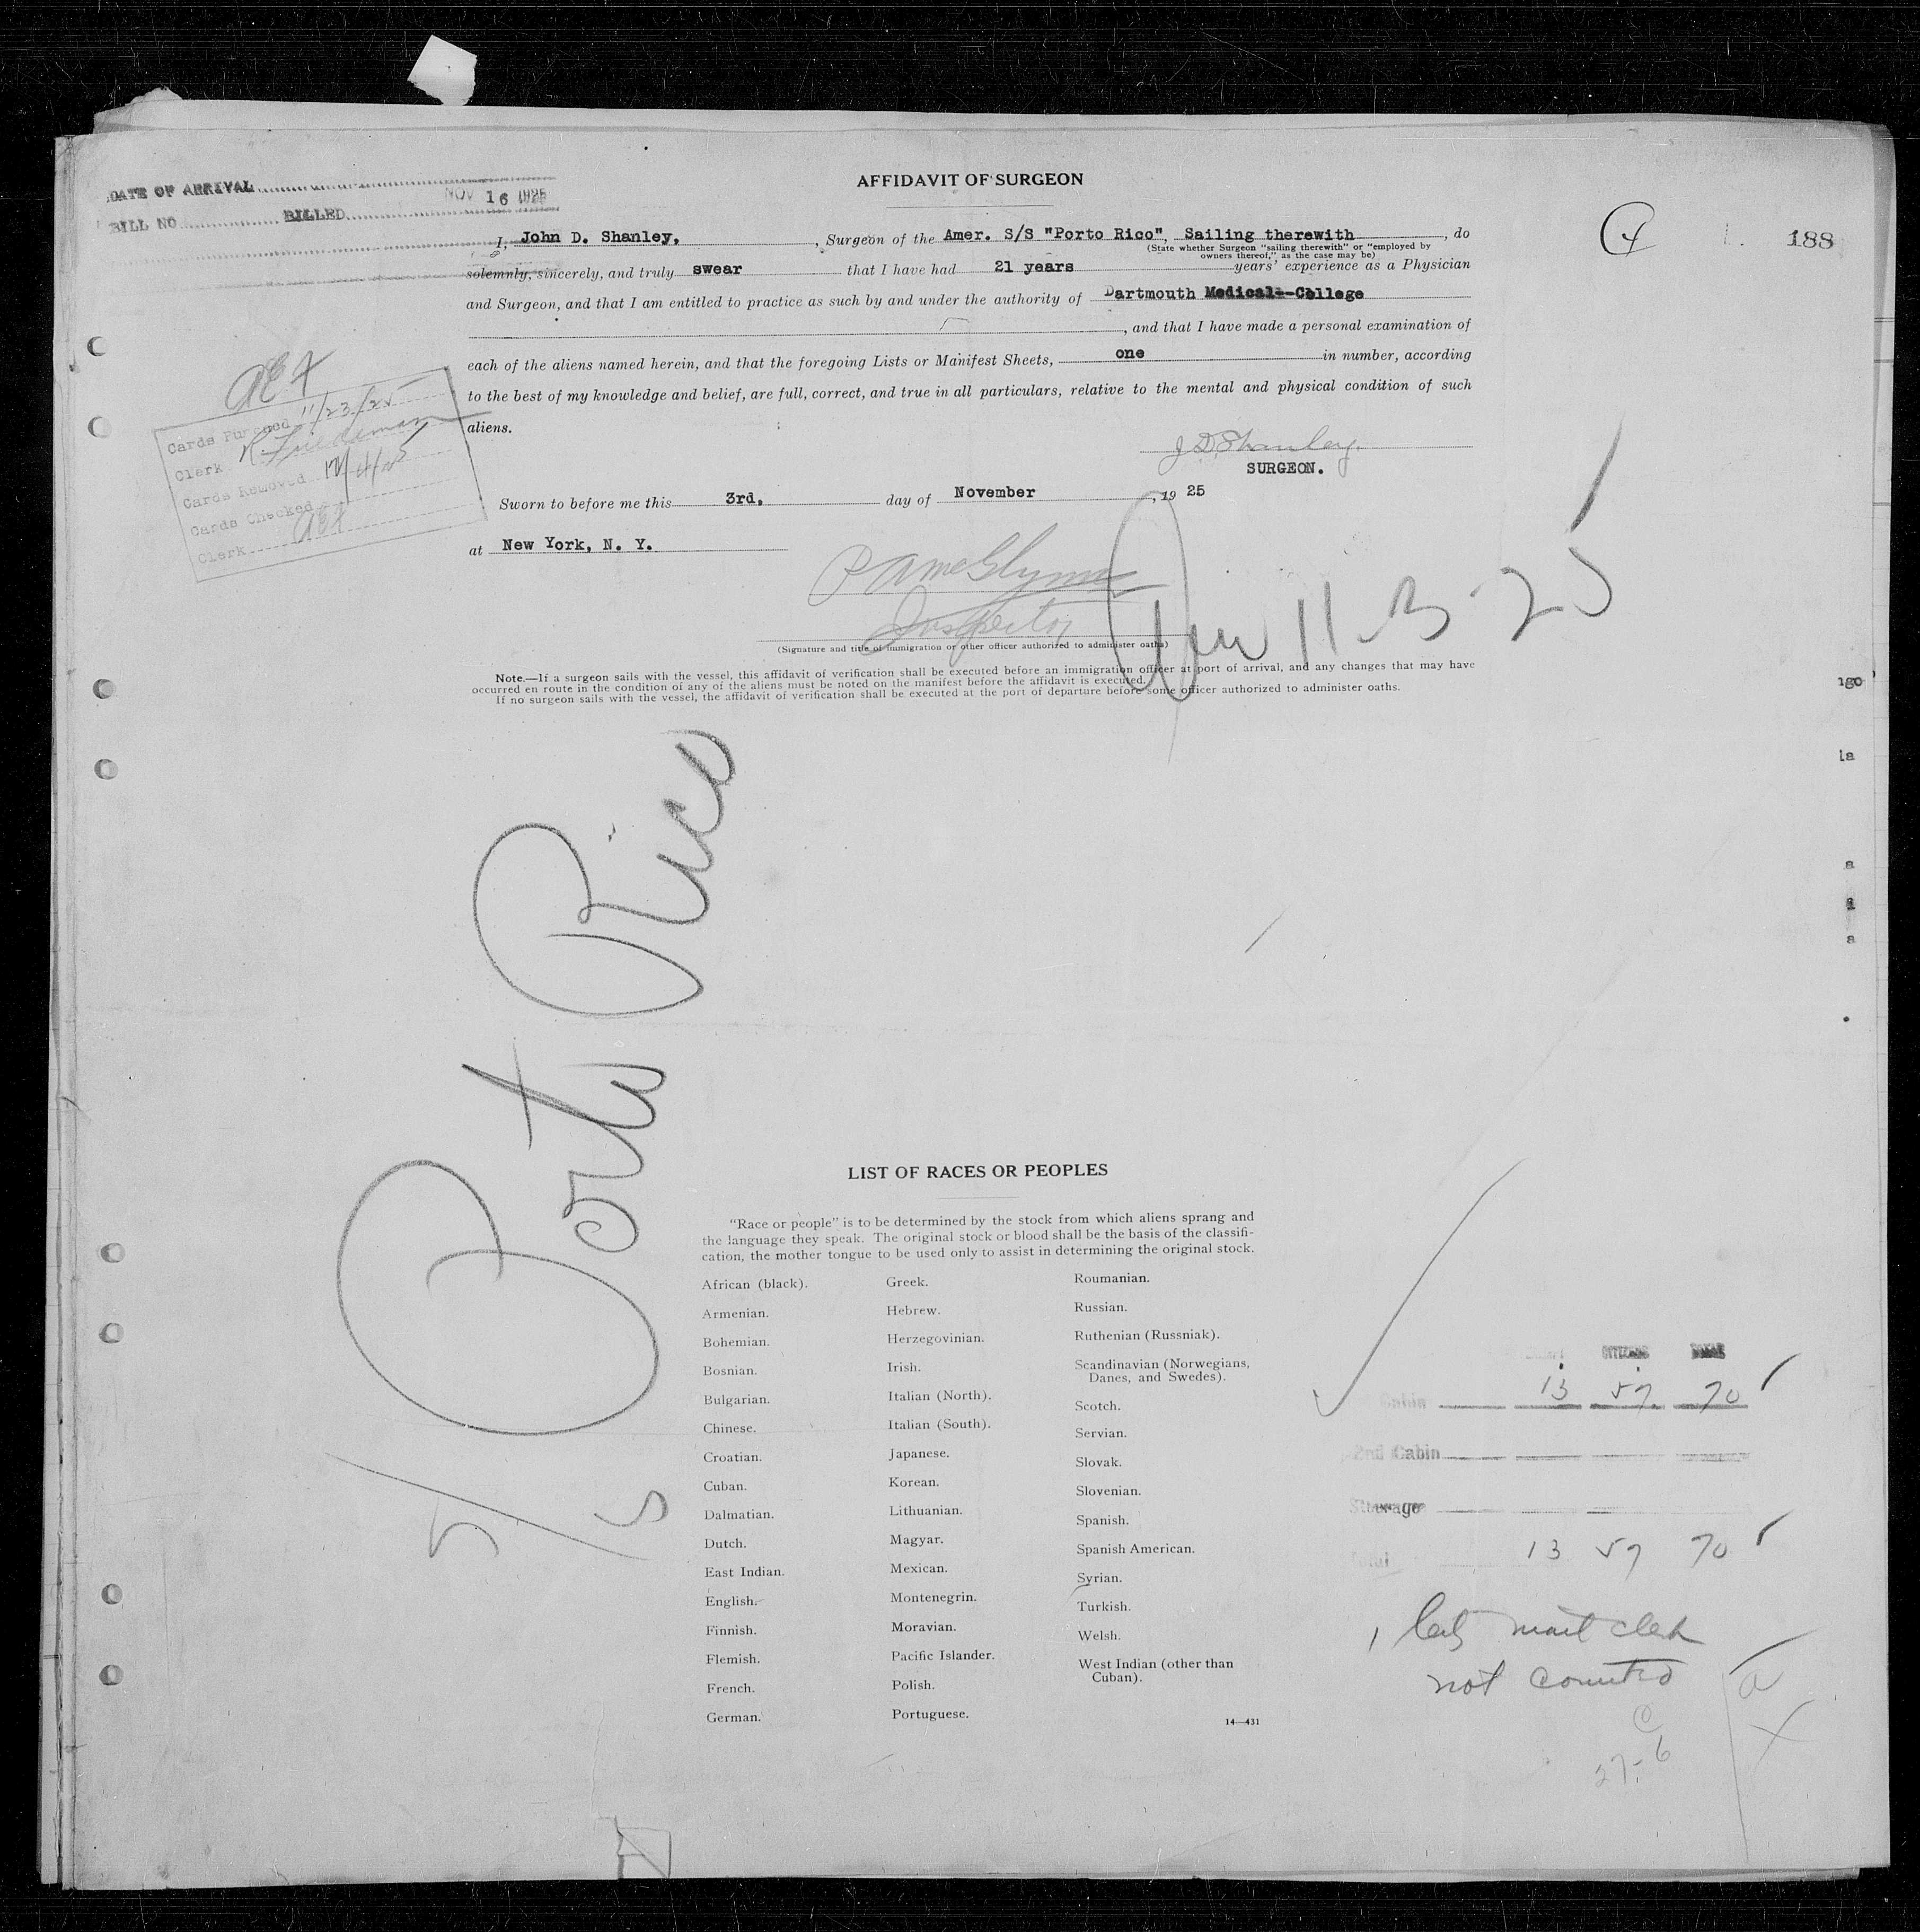 DATE OF ARRIVAL NOV 16 1925
BILL NO. BILLED
AFFIDAVIT OF SURGEON
188
I, John D. Shanley, , Surgeon of the Amer. S/S "Porto Rico", Sailing therewith , do
(State whether Surgeon "sailing therewith" or "employed by
owners thereof," as the case may be)
solemnly, sincerely, and truly swear that I have had 21 years years' experience as a Physician
and Surgeon, and that I am entitled to practice as such by and under the authority of Dartmouth Medical--College
, and that I have made a personal examination of
each of the aliens named herein, and that the foregoing Lists or Manifest Sheets, one in number, according
to the best of my knowledge and belief, are full, correct, and true in all particulars, relative to the mental and physical condition of such
aliens.
Cards Punched 11/23/25
Clerk R. Friedeman
Cards Removed
Cards Checked
Clerk
J D Shanley.
SURGEON.
Sworn to before me this 3rd, day of November , 19 25
at New York, N. Y.
Inspector
(Signature and title of immigration or other officer authorized to administer oaths)
Note.—If a surgeon sails with the vessel, this affidavit of verification shall be executed before an immigration officer at port of arrival, and any changes that may have
occurred en route in the condition of any of the aliens must be noted on the manifest before the affidavit is executed.
If no surgeon sails with the vessel, the affidavit of verification shall be executed at the port of departure before some officer authorized to administer oaths.
ngo
la
a
a
S/S Porto Rico
LIST OF RACES OR PEOPLES
"Race or people" is to be determined by the stock from which aliens sprang and
the language they speak. The original stock or blood shall be the basis of the classifi-
cation, the mother tongue to be used only to assist in determining the original stock.
African (black).
Armenian.
Bohemian.
Bosnian.
Bulgarian.
Chinese.
Croatian.
Cuban.
Dalmatian.
Dutch.
East Indian.
English.
Finnish.
Flemish.
French.
German.
Greek.
Hebrew.
Herzegovinian.
Irish.
Italian (North).
Italian (South).
Japanese.
Korean.
Lithuanian.
Magyar.
Mexican.
Montenegrin.
Moravian.
Pacific Islander.
Polish.
Portuguese.
Roumanian.
Russian.
Ruthenian (Russniak).
Scandinavian (Norwegians,
Danes, and Swedes).
Scotch.
Servian.
Slovak.
Slovenian.
Spanish.
Spanish American.
Syrian.
Turkish.
Welsh.
West Indian (other than
Cuban).
14—431
CITIZENS TOTAL
Cabin 13 57 70
2nd Cabin
Steerage
Total 13 57 70
1 mail clerk
not counted